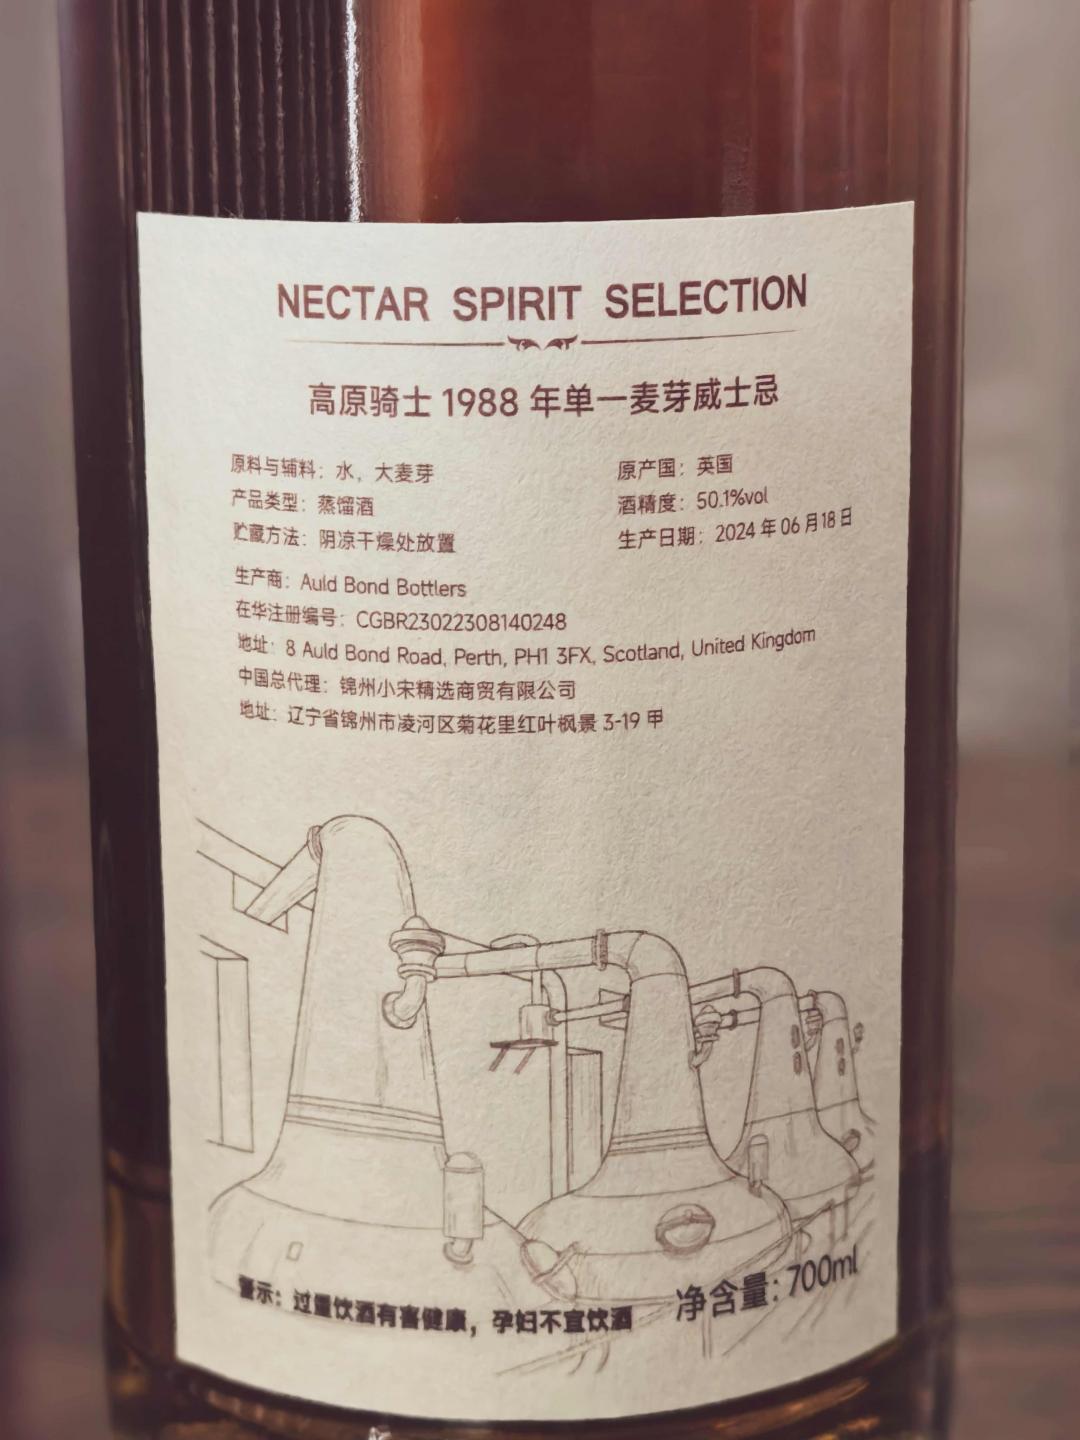 NECTAR SPIRIT SELECTION
高原骑士 1988 年单一麦芽威士忌
原料与辅料：水，大麦芽
原产国：英国
产品类型：蒸馏酒
酒精度：50.1%vol
贮藏方法：阴凉干燥处放置
生产日期：2024 年 06 月 18 日
生产商：Auld Bond Bottlers
在华注册编号：CGBR23022308140248
地址：8 Auld Bond Road, Perth, PH1 3FX, Scotland, United Kingdom
中国总代理：锦州小宋精选商贸有限公司
地址：辽宁省锦州市凌河区菊花里红叶枫景 3-19 甲
警示：过量饮酒有害健康，孕妇不宜饮酒
净含量：700ml